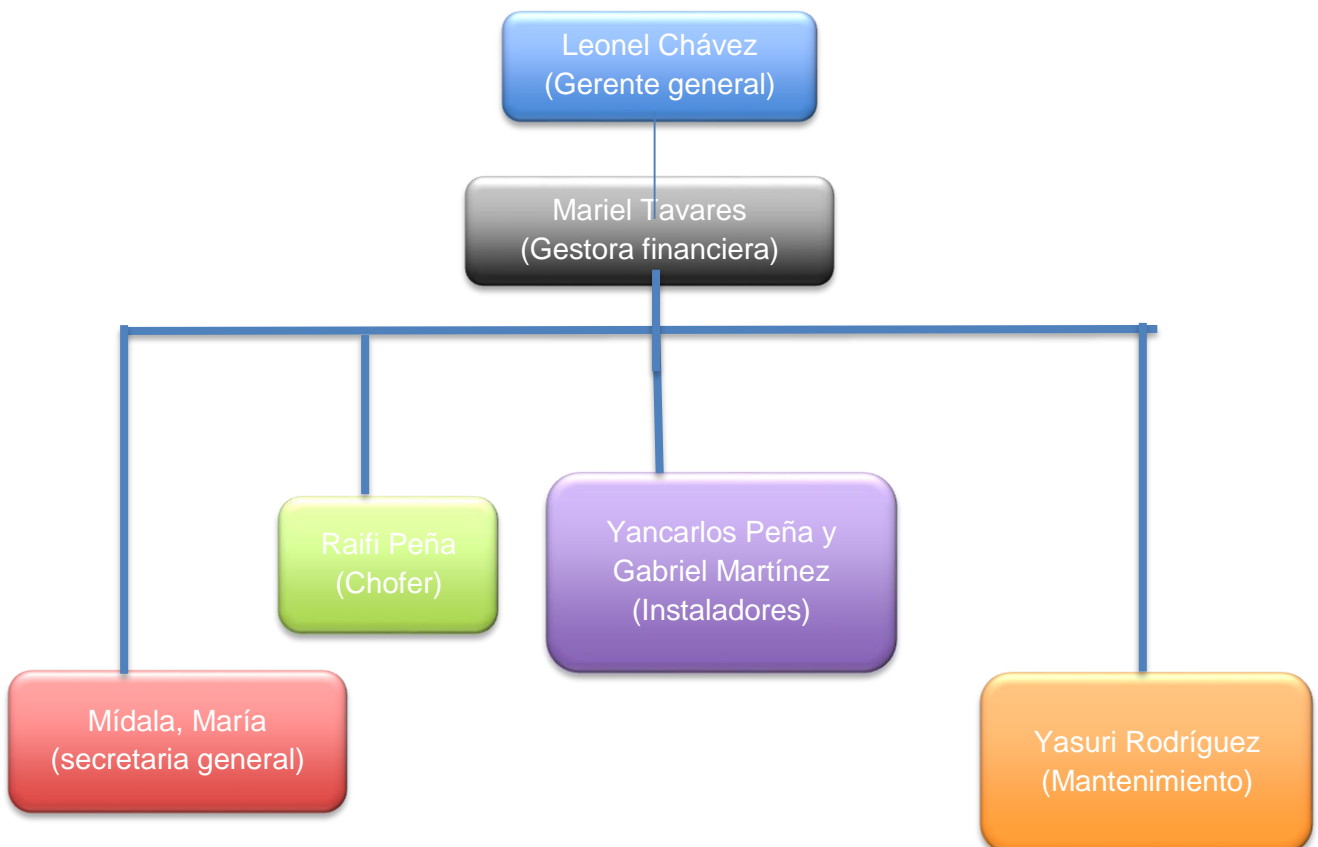 Leonel Chávez
(Gerente general)
Mariel Tavares
(Gestora financiera)
Raifi Peña
(Chofer)
Yancarlos Peña y
Gabriel Martínez
(Instaladores)
Mídala, María
(secretaria general)
Yasuri Rodríguez
(Mantenimiento)